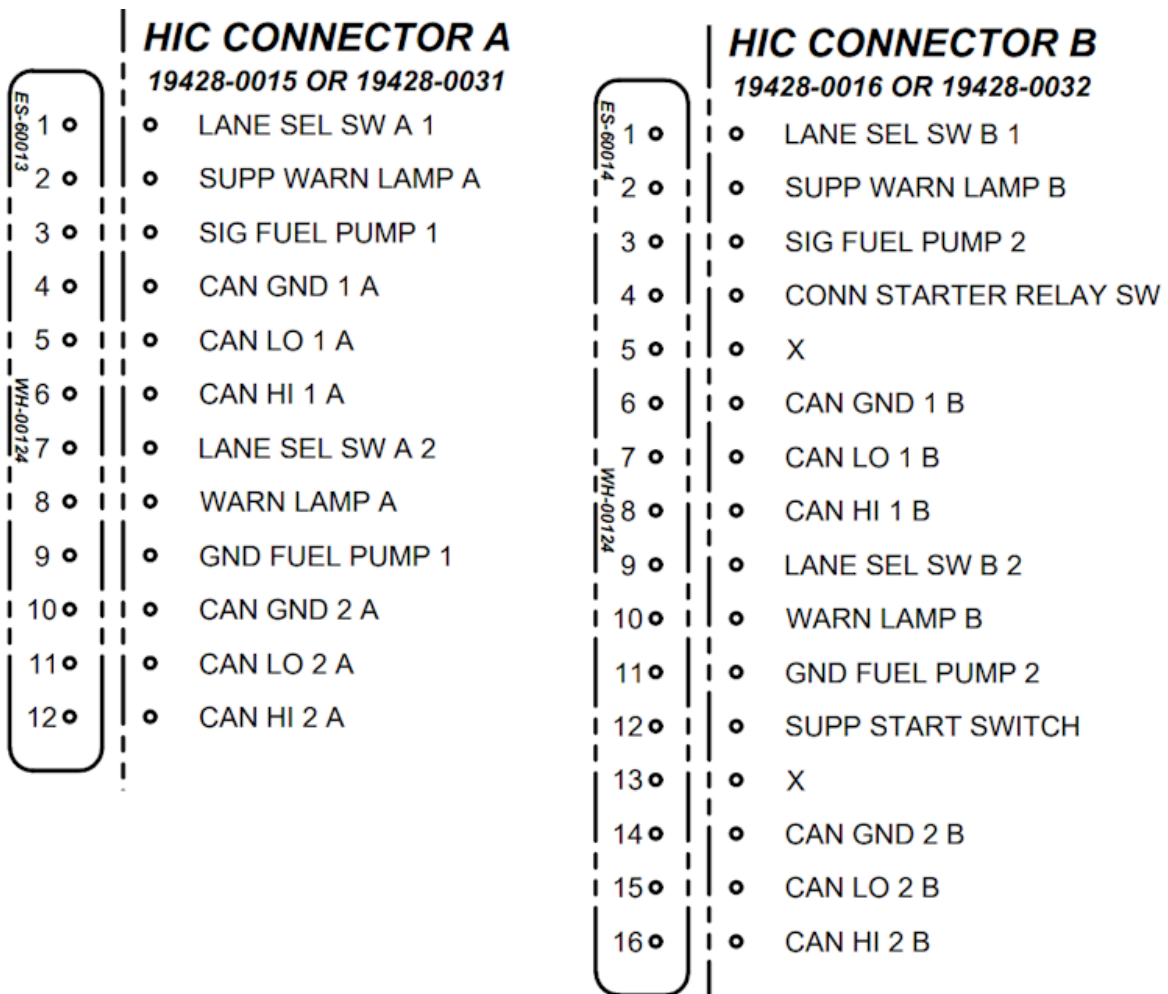 HIC CONNECTOR A
19428-0015 OR 19428-0031
ES-60013
WH-00124
1 LANE SEL SW A 1
2 SUPP WARN LAMP A
3 SIG FUEL PUMP 1
4 CAN GND 1 A
5 CAN LO 1 A
6 CAN HI 1 A
7 LANE SEL SW A 2
8 WARN LAMP A
9 GND FUEL PUMP 1
10 CAN GND 2 A
11 CAN LO 2 A
12 CAN HI 2 A
HIC CONNECTOR B
19428-0016 OR 19428-0032
ES-60014
WH-00124
1 LANE SEL SW B 1
2 SUPP WARN LAMP B
3 SIG FUEL PUMP 2
4 CONN STARTER RELAY SW
5 X
6 CAN GND 1 B
7 CAN LO 1 B
8 CAN HI 1 B
9 LANE SEL SW B 2
10 WARN LAMP B
11 GND FUEL PUMP 2
12 SUPP START SWITCH
13 X
14 CAN GND 2 B
15 CAN LO 2 B
16 CAN HI 2 B